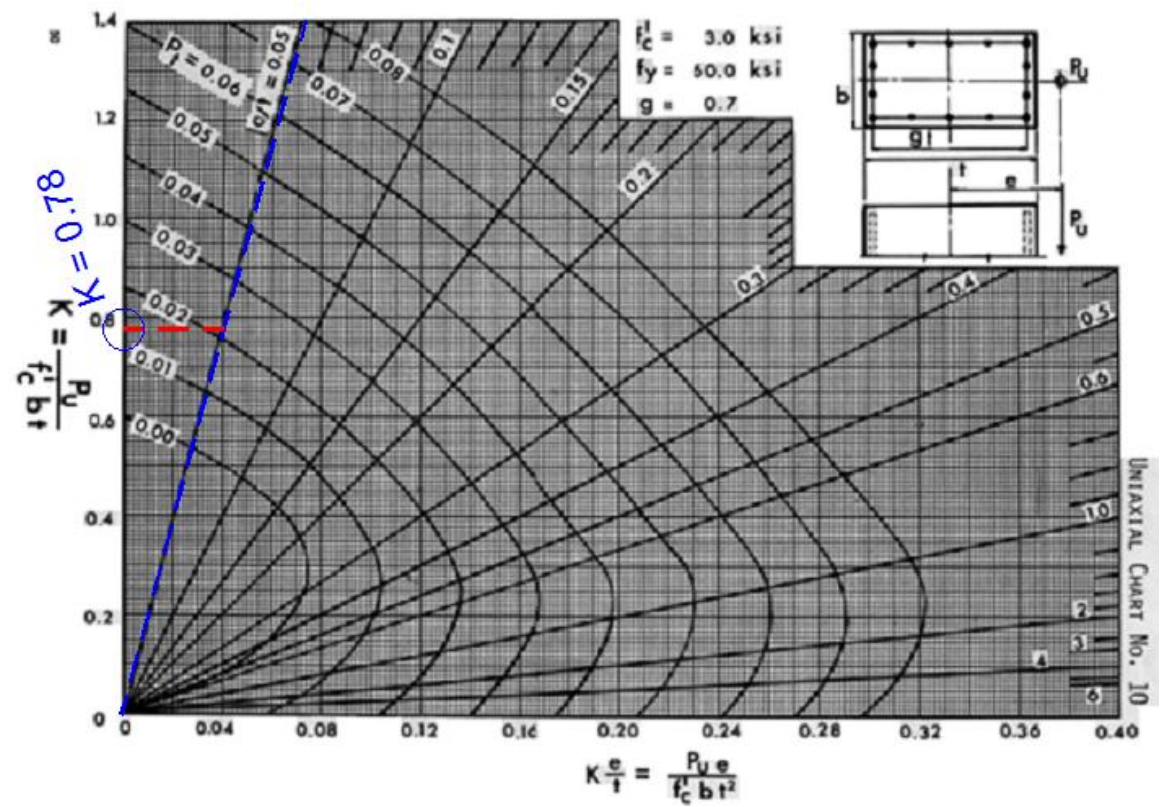 50
1.4
1.2
1.0
0.8
0.6
0.4
0.2
0
K = 0.78
K = Pu / f'c b t
Pt = 0.06
0.05
0.04
0.03
0.02
0.01
0.00
0.07
0.08
e/t = 0.05
0.1
0.15
0.2
0.3
0.4
0.5
0.6
1.0
2
3
4
6
f'c = 3.0 ksi
fy = 60.0 ksi
g = 0.7
b
gt
t
e
Pu
Pu
UNIAXIAL CHART NO. 10
0 0.04 0.08 0.12 0.16 0.20 0.24 0.28 0.32 0.36 0.40
K e/t = Pu e / f'c b t²